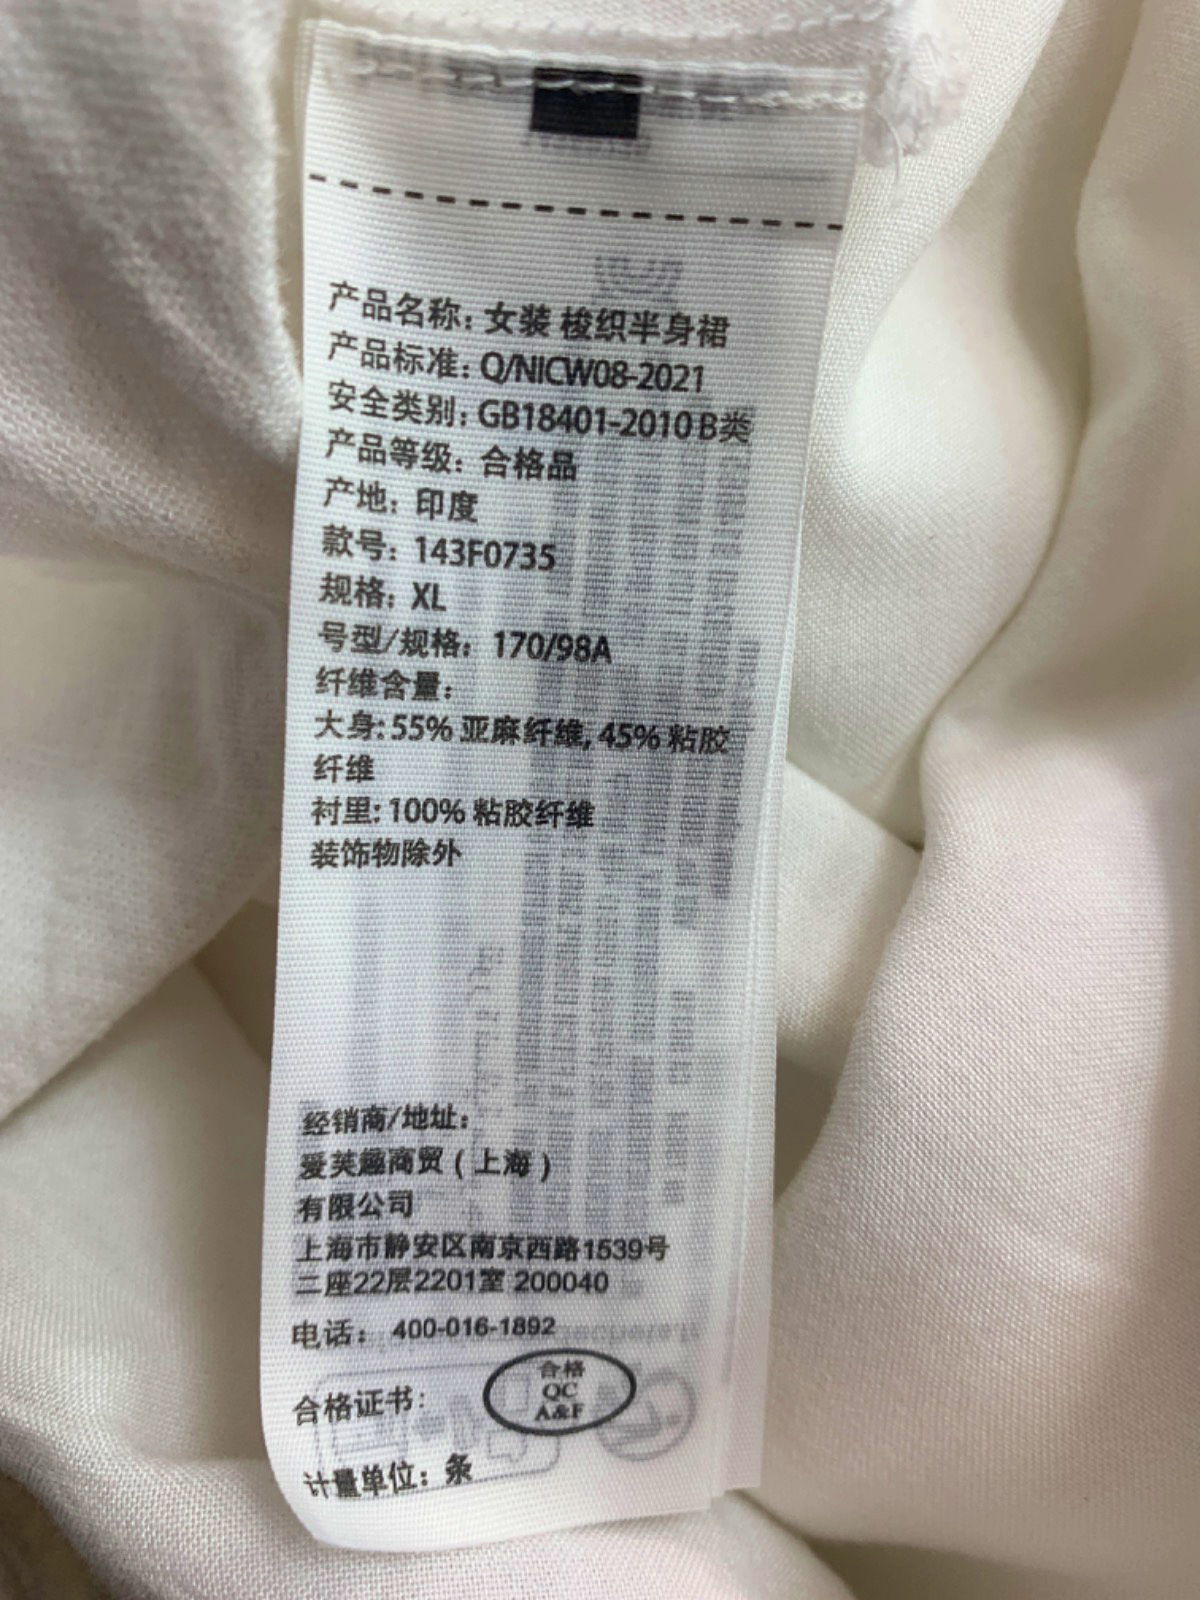 产品名称: 女装 梭织半身裙
产品标准: Q/NICW08-2021
安全类别: GB18401-2010 B类
产品等级: 合格品
产地: 印度
款号: 143F0735
规格: XL
号型/规格: 170/98A
纤维含量:
大身: 55% 亚麻纤维, 45% 粘胶
纤维
衬里: 100% 粘胶纤维
装饰物除外
经销商/地址:
爱芙趣商贸 ( 上海 )
有限公司
上海市静安区南京西路1539号
二座22层2201室 200040
电话: 400-016-1892
合格证书:
合格
QC
A&F
计量单位: 条